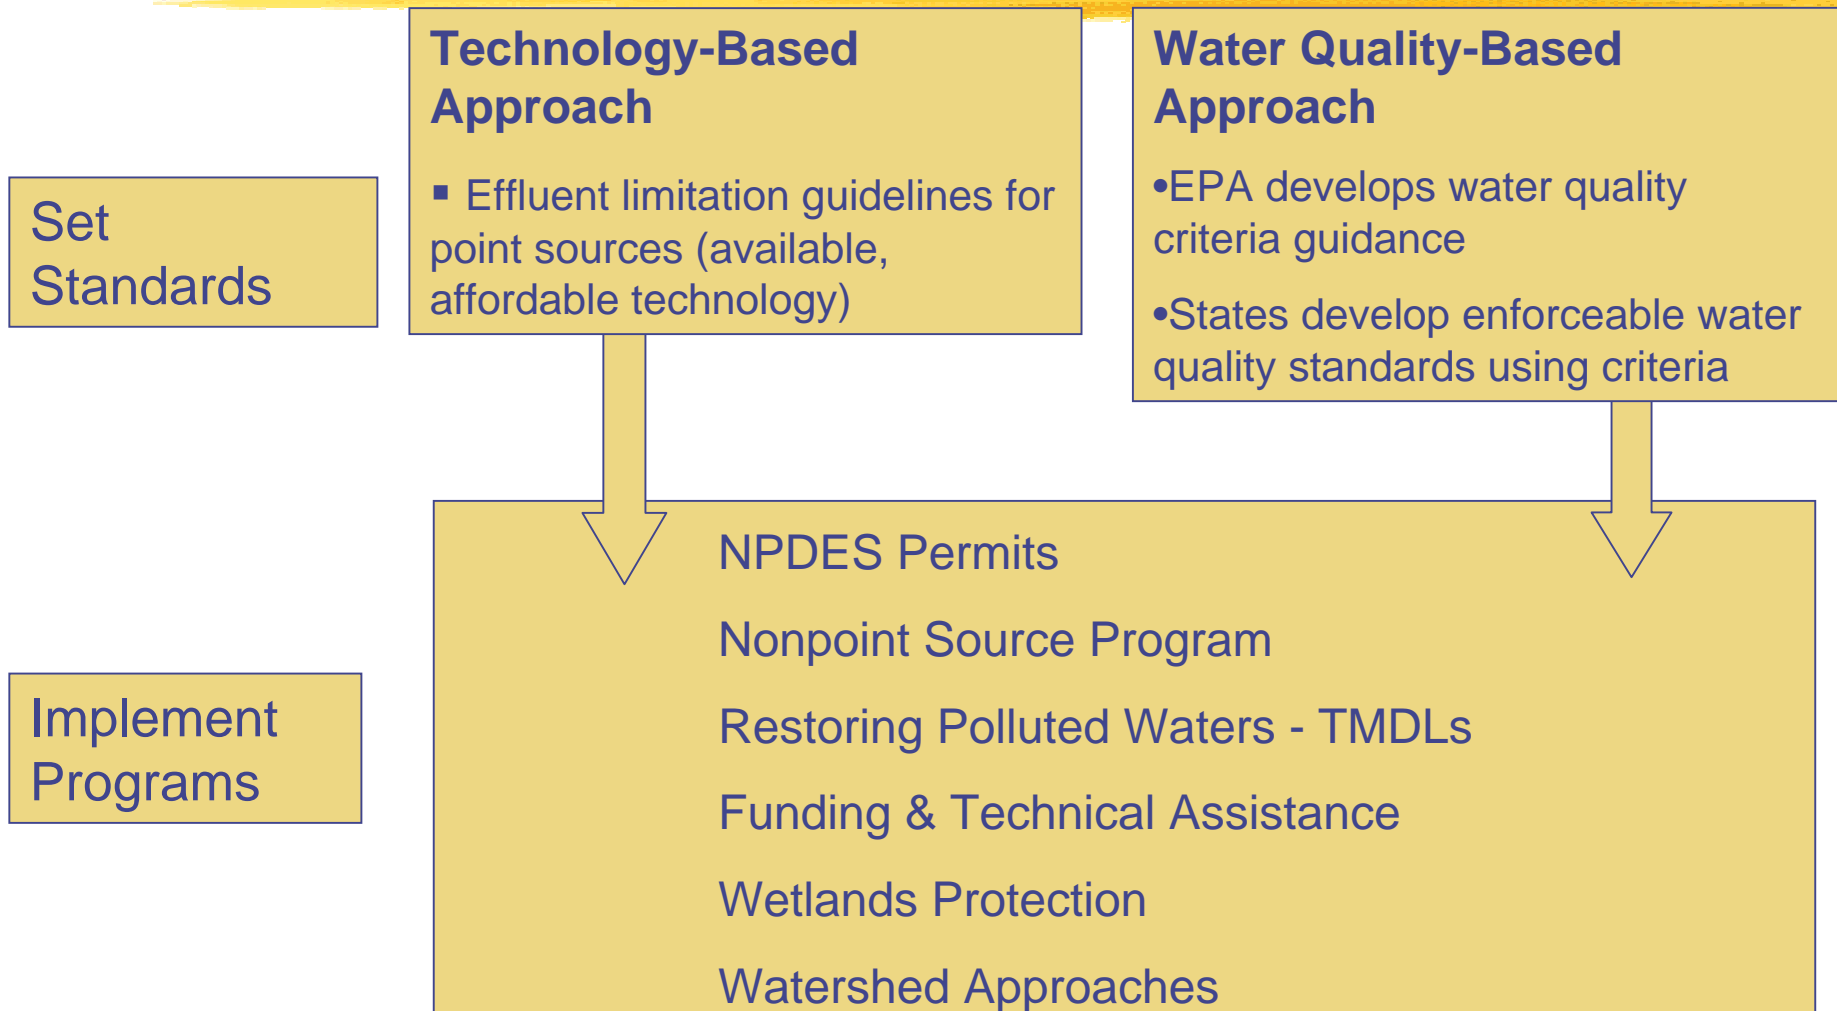 Technology-Based
Approach
▪ Effluent limitation guidelines for
point sources (available,
affordable technology)
Water Quality-Based
Approach
•EPA develops water quality
criteria guidance
•States develop enforceable water
quality standards using criteria
Set
Standards
NPDES Permits
Nonpoint Source Program
Restoring Polluted Waters - TMDLs
Funding & Technical Assistance
Wetlands Protection
Watershed Approaches
Implement
Programs